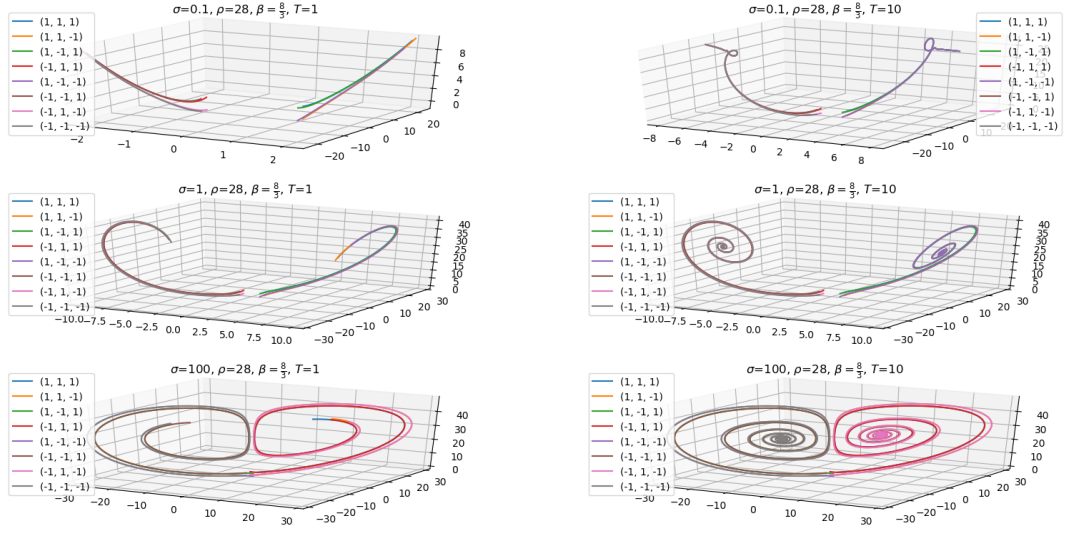 σ=0.1, ρ=28, β = 8/3, T=1
(1, 1, 1)
(1, 1, -1)
(1, -1, 1)
(-1, 1, 1)
(1, -1, -1)
(-1, -1, 1)
(-1, 1, -1)
(-1, -1, -1)
−2
−1
0
1
2
−20
−10
0
10
20
0
2
4
6
8
σ=0.1, ρ=28, β = 8/3, T=10
(1, 1, 1)
(1, 1, -1)
(1, -1, 1)
(-1, 1, 1)
(1, -1, -1)
(-1, -1, 1)
(-1, 1, -1)
(-1, -1, -1)
−8
−6
−4
−2
0
2
4
6
8
−20
−10
0
10
σ=1, ρ=28, β = 8/3, T=1
(1, 1, 1)
(1, 1, -1)
(1, -1, 1)
(-1, 1, 1)
(1, -1, -1)
(-1, -1, 1)
(-1, 1, -1)
(-1, -1, -1)
−10.0
−7.5
−5.0
−2.5
0.0
2.5
5.0
7.5
10.0
−30
−20
−10
0
10
20
30
0
5
10
15
20
25
30
35
40
σ=1, ρ=28, β = 8/3, T=10
(1, 1, 1)
(1, 1, -1)
(1, -1, 1)
(-1, 1, 1)
(1, -1, -1)
(-1, -1, 1)
(-1, 1, -1)
(-1, -1, -1)
−10.0
−7.5
−5.0
−2.5
0.0
2.5
5.0
7.5
10.0
−30
−20
−10
0
10
20
30
0
5
10
15
20
25
30
35
40
σ=100, ρ=28, β = 8/3, T=1
(1, 1, 1)
(1, 1, -1)
(1, -1, 1)
(-1, 1, 1)
(1, -1, -1)
(-1, -1, 1)
(-1, 1, -1)
(-1, -1, -1)
−30
−20
−10
0
10
20
30
−30
−20
−10
0
10
20
30
0
10
20
30
40
σ=100, ρ=28, β = 8/3, T=10
(1, 1, 1)
(1, 1, -1)
(1, -1, 1)
(-1, 1, 1)
(1, -1, -1)
(-1, -1, 1)
(-1, 1, -1)
(-1, -1, -1)
−30
−20
−10
0
10
20
30
−30
−20
−10
0
10
20
30
0
10
20
30
40